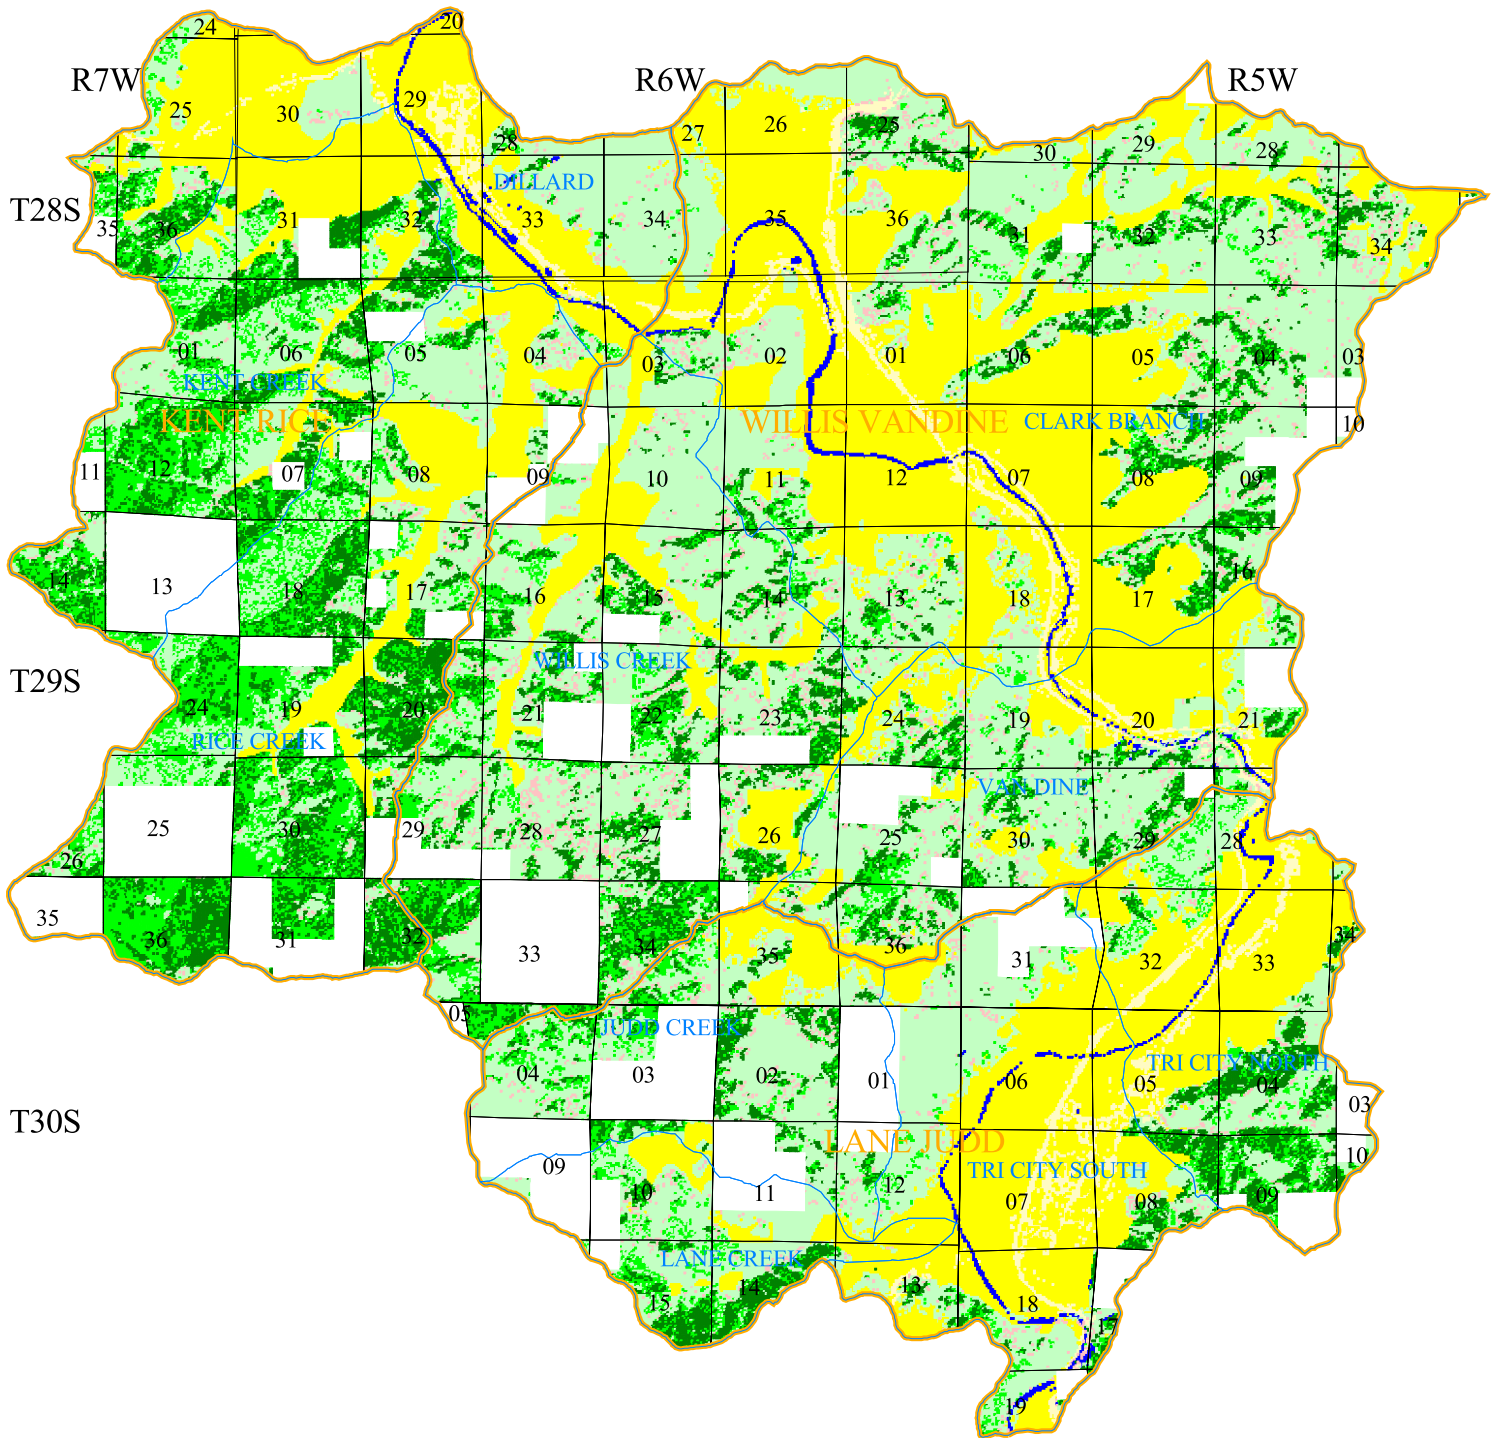 24 20
R7W R6W R5W
25 30 29 28 27 26 25 30 29 28
DILLARD
T28S
35 36 31 32 33 34 35 36 31 32 33 34
01 06 05 04 03 02 01 06 05 04 03
KENT CREEK
KENT RICE WILLIS VANDINE CLARK BRANCH
10
11 12 07 08 09 10 11 12 07 08 09
14 13 18 17 16 15 14 13 18 17 16
WILLIS CREEK
T29S
24 19 20 21 22 23 24 19 20 21
RICE CREEK
VAN DINE
26 25 30 29 28 27 26 25 30 29 28
35 36 31 32 33 34 35 36 31 32 33 34
05
JUDD CREEK
TRI CITY NORTH
04 03 02 01 06 05 04 03
T30S
LANE JUDD
09 10 11 12 07 08 09 10
TRI CITY SOUTH
LANE CREEK
15 14 13 18 17
19